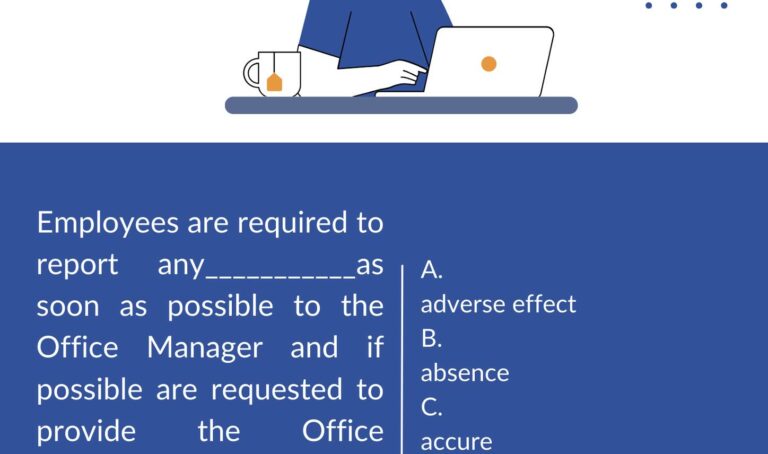 Employees are required to
report any___________as
soon as possible to the
Office Manager and if
possible are requested to
provide the Office
A.
adverse effect
B.
absence
C.
accure